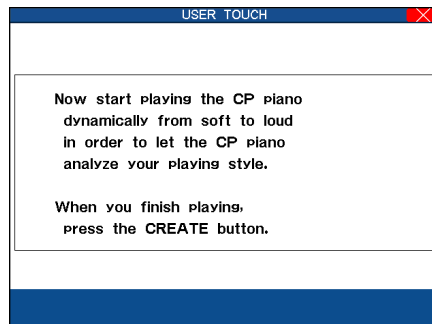 USER TOUCH
Now start playing the CP piano
dynamically from soft to loud
in order to let the CP piano
analyze your playing style.
When you finish playing,
press the CREATE button.